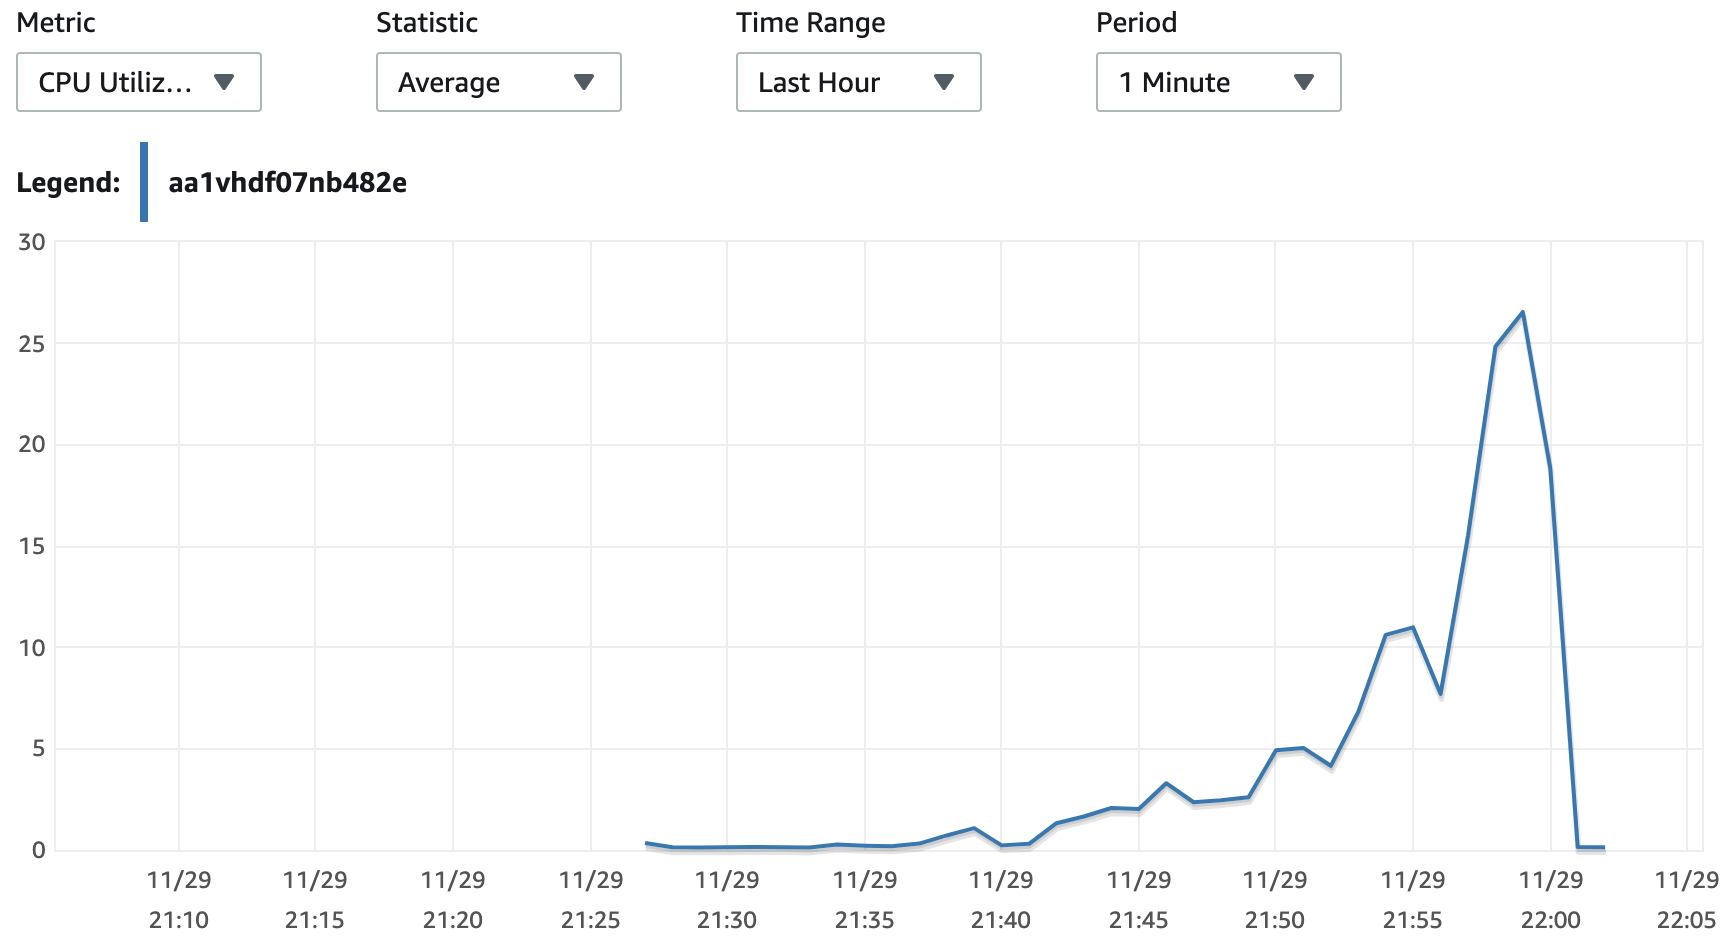 Metric Statistic Time Range Period
CPU Utiliz... Average Last Hour 1 Minute
Legend: aa1vhdf07nb482e
30
25
20
15
10
5
0
11/29 11/29 11/29 11/29 11/29 11/29 11/29 11/29 11/29 11/29 11/29 11/29
21:10 21:15 21:20 21:25 21:30 21:35 21:40 21:45 21:50 21:55 22:00 22:05